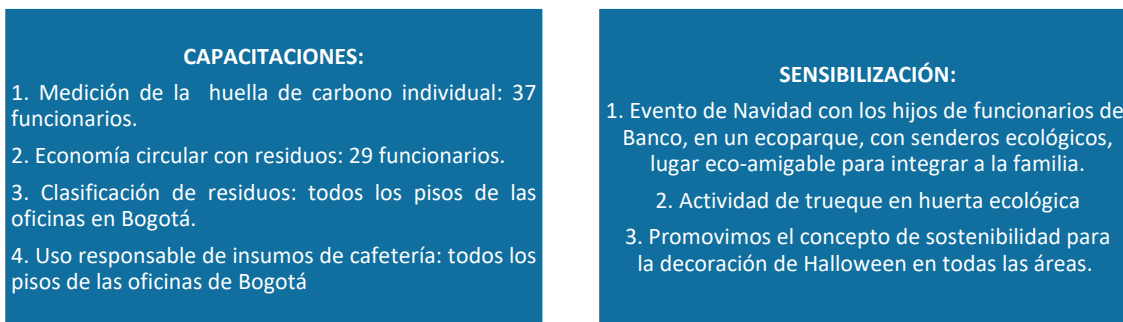 CAPACITACIONES:
1. Medición de la huella de carbono individual: 37
funcionarios.
2. Economía circular con residuos: 29 funcionarios.
3. Clasificación de residuos: todos los pisos de las
oficinas en Bogotá.
4. Uso responsable de insumos de cafetería: todos los
pisos de las oficinas de Bogotá
SENSIBILIZACIÓN:
1. Evento de Navidad con los hijos de funcionarios de
Banco, en un ecoparque, con senderos ecológicos,
lugar eco-amigable para integrar a la familia.
2. Actividad de trueque en huerta ecológica
3. Promovimos el concepto de sostenibilidad para
la decoración de Halloween en todas las áreas.